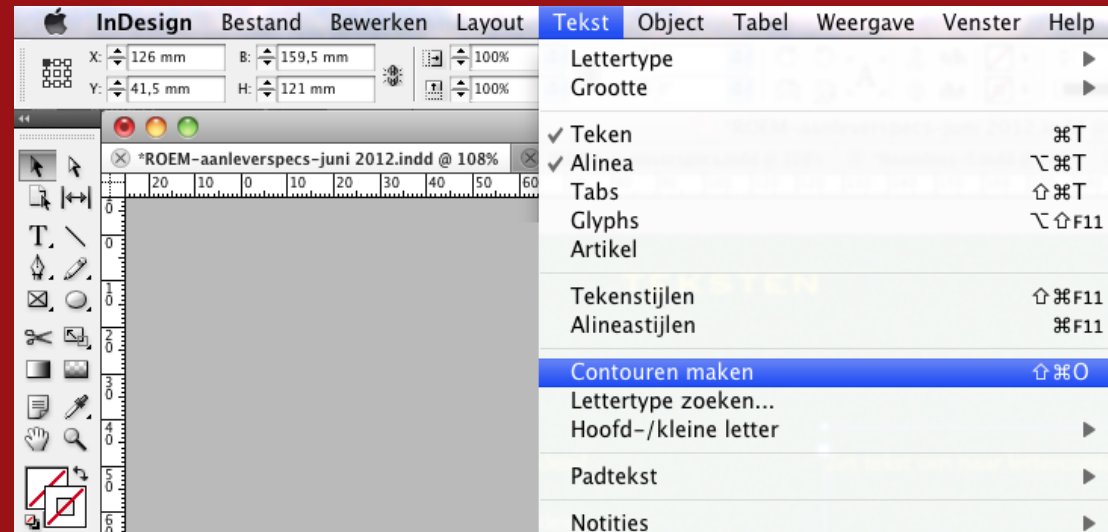 InDesign Bestand Bewerken Layout Tekst Object Tabel Weergave Venster Help
X: 126 mm B: 159,5 mm 100%
Y: 41,5 mm H: 121 mm 100%
*ROEM-aanleverspecs-juni 2012.indd @ 108%
20 10 0 10 20 30 40 50 60
Lettertype
Grootte
✓ Teken ⌘T
✓ Alinea ⌥⌘T
Tabs ⇧⌘T
Glyphs ⌥⇧F11
Artikel
TEKSTEN
Tekenstijlen ⇧⌘F11
Alineastijlen ⌘F11
Contouren maken ⇧⌘O
Lettertype zoeken...
Hoofd-/kleine letter
Padtekst
Notities